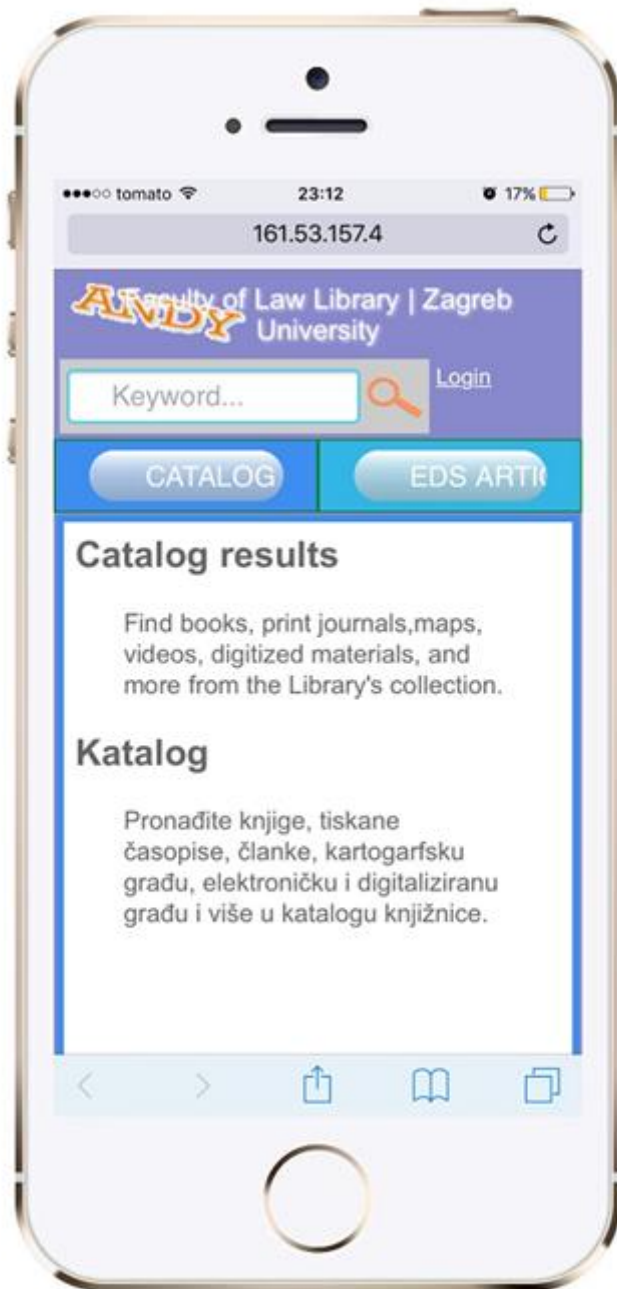 tomato 23:12 17%
161.53.157.4
ANDY
Faculty of Law Library | Zagreb
University
Keyword...
Login
CATALOG EDS ARTI
Catalog results
Find books, print journals,maps,
videos, digitized materials, and
more from the Library's collection.
Katalog
Pronađite knjige, tiskane
časopise, članke, kartogarfsku
građu, elektroničku i digitaliziranu
građu i više u katalogu knjižnice.